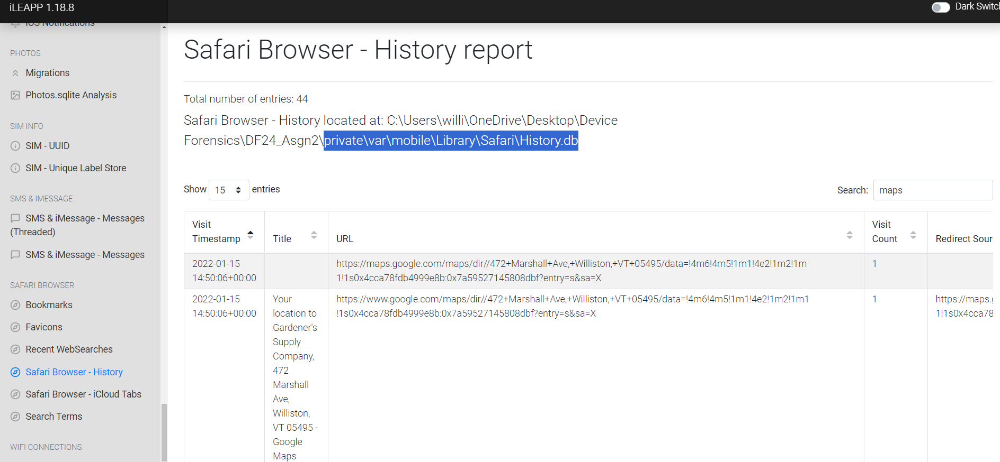 iLEAPP 1.18.8
Dark Switch
iOS Notifications
PHOTOS
Migrations
Photos.sqlite Analysis
SIM INFO
SIM - UUID
SIM - Unique Label Store
SMS & IMESSAGE
SMS & iMessage - Messages
(Threaded)
SMS & iMessage - Messages
SAFARI BROWSER
Bookmarks
Favicons
Recent WebSearches
Safari Browser - History
Safari Browser - iCloud Tabs
Search Terms
WIFI CONNECTIONS
Safari Browser - History report
Total number of entries: 44
Safari Browser - History located at: C:\Users\willi\OneDrive\Desktop\Device
Forensics\DF24_Asgn2\private\var\mobile\Library\Safari\History.db
Show 15 entries
Search: maps
Visit
Timestamp
Title
URL
Visit
Count
Redirect Sour
2022-01-15
14:50:06+00:00
https://maps.google.com/maps/dir//472+Marshall+Ave,+Williston,+VT+05495/data=!4m6!4m5!1m1!4e2!1m2!1m
1!1s0x4cca78fdb4999e8b:0x7a59527145808dbf?entry=s&sa=X
1
2022-01-15
14:50:06+00:00
Your
location to
Gardener's
Supply
Company,
472
Marshall
Ave,
Williston,
VT 05495 -
Google
Maps
https://www.google.com/maps/dir//472+Marshall+Ave,+Williston,+VT+05495/data=!4m6!4m5!1m1!4e2!1m2!1m1
!1s0x4cca78fdb4999e8b:0x7a59527145808dbf?entry=s&sa=X
1
https://maps.g
1!1s0x4cca78